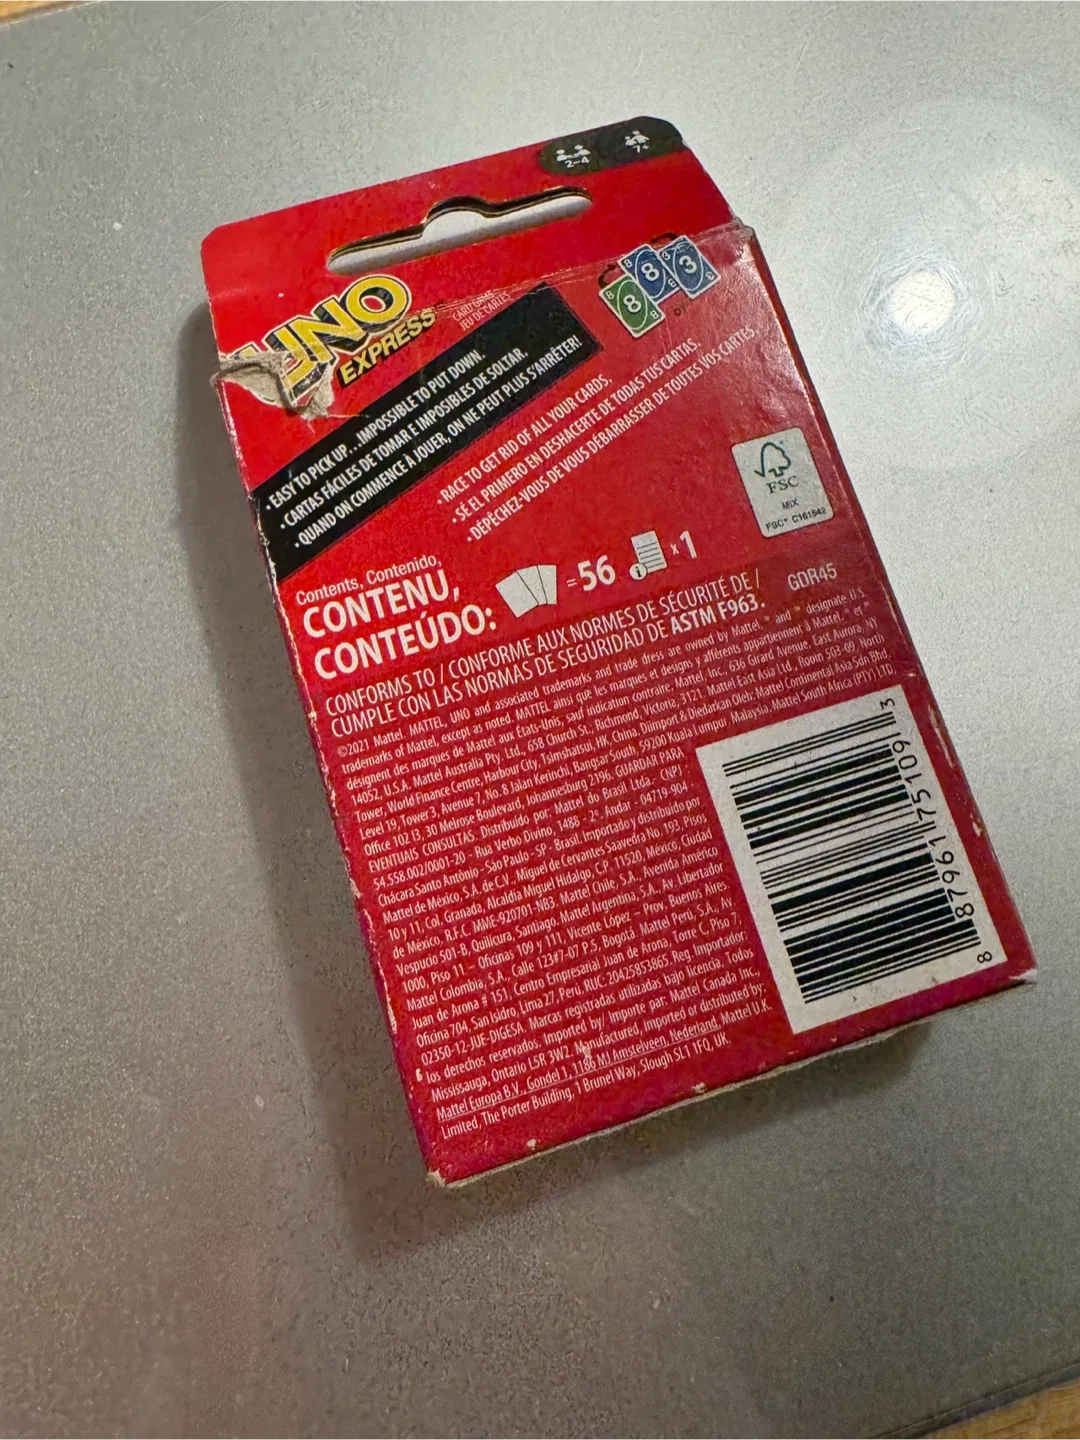 2-4
7+
UNO
EXPRESS™
CARD GAME
JEU DE CARTES
8 8 3
• EASY TO PICK UP...IMPOSSIBLE TO PUT DOWN.
• CARTAS FÁCILES DE TOMAR E IMPOSIBLES DE SOLTAR.
• QUAND ON COMMENCE À JOUER, ON NE PEUT PLUS S'ARRÊTER!
• RACE TO GET RID OF ALL YOUR CARDS.
• SÉ EL PRIMERO EN DESHACERTE DE TODAS TUS CARTAS.
• DÉPÊCHEZ-VOUS DE VOUS DÉBARRASSER DE TOUTES VOS CARTES.
FSC
MIX
FSC® C161542
Contents, Contenido,
CONTENU,
CONTEÚDO:
= 56
x 1
GDR45
CONFORMS TO / CONFORME AUX NORMES DE SÉCURITÉ DE /
CUMPLE CON LAS NORMAS DE SEGURIDAD DE ASTM F963.
©2021 Mattel. MATTEL, UNO and associated trademarks and trade dress are owned by Mattel. ® and ™ designate U.S.
trademarks of Mattel, except as noted. MATTEL ainsi que les marques et designs y afférents appartiennent à Mattel. ® et ™
désignent des marques de Mattel aux États-Unis, sauf indication contraire. Mattel, Inc., 636 Girard Avenue, East Aurora, NY
14052, U.S.A. Mattel Australia Pty. Ltd., 658 Church St., Richmond, Victoria, 3121. Mattel East Asia Ltd., Room 503-09, North
Tower, World Finance Centre, Harbour City, Tsimshatsui, HK, China. Diimport & Diedarkan Oleh: Mattel Continental Asia Sdn Bhd
Level 19, Tower 3, Avenue 7, No. 8 Jalan Kerinchi, Bangsar South, 59200 Kuala Lumpur, Malaysia. Mattel South Africa (PTY) LTD,
Office 102 I3, 30 Melrose Boulevard, Johannesburg 2196. GUARDAR PARA
EVENTUAIS CONSULTAS. Distribuido por: Mattel do Brasil Ltda. - CNPJ:
54.558.002/0001-20 - Rua Verbo Divino, 1488 - 2º. Andar - 04719-904 -
Chácara Santo Antônio - São Paulo - SP - Brasil. Importado y distribuido por
Mattel de México, S.A. de C.V., Miguel de Cervantes Saavedra No. 193, Pisos
10 y 11, Col. Granada, Alcaldía Miguel Hidalgo, C.P. 11520, México, Ciudad
de México, R.F.C. MME-920701-NB3. Mattel Chile, S.A., Avenida Américo
Vespucio 501-B, Quilicura, Santiago. Mattel Argentina, S.A., Av. Libertador
1000, Piso 11 – Oficinas 109 y 111, Vicente López – Prov. Buenos Aires.
Mattel Colombia, S.A., Calle 123#7-07 P.5, Bogotá. Mattel Perú, S.A., Av.
Juan de Arona # 151, Centro Empresarial Juan de Arona, Torre C, Piso 7,
Oficina 704, San Isidro, Lima 27, Perú. RUC: 20425853865. Reg. Importador:
02350-12-JUE-DIGESA. Marcas registradas utilizadas bajo licencia. Todos
los derechos reservados. Imported by/ Importé par: Mattel Canada Inc.,
Mississauga, Ontario L5R 3W2. Manufactured, imported or distributed by:
Mattel Europa B.V., Gondel 1, 1186 MJ Amstelveen, Nederland. Mattel U.K.
Limited, The Porter Building, 1 Brunel Way, Slough SL1 1FQ, UK
8 87961 75109 3